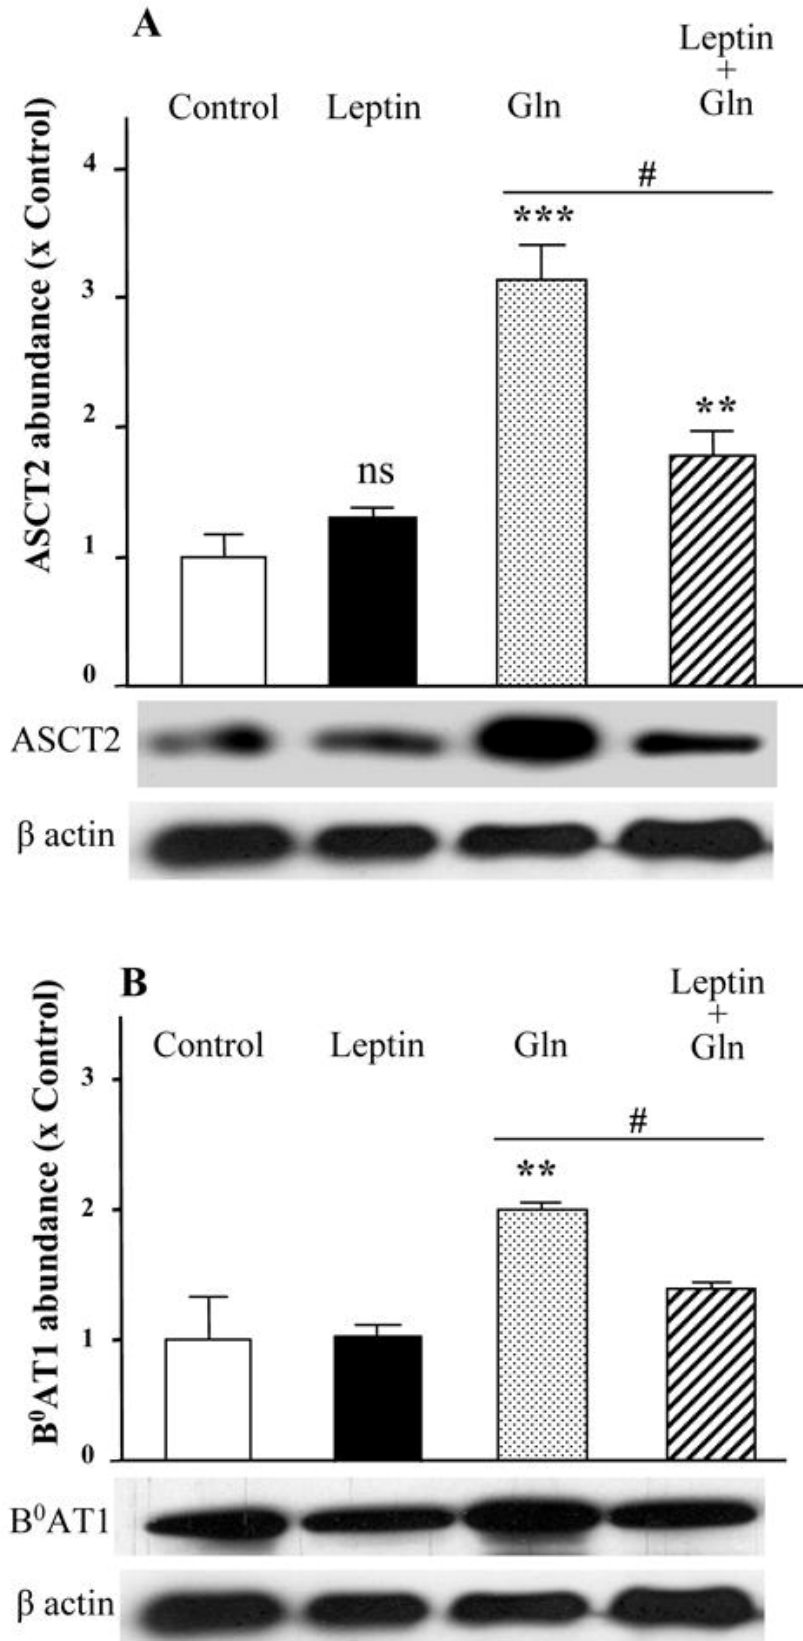 A
Control Leptin Gln Leptin
+
Gln
ASCT2 abundance (x Control)
4
3
2
1
0
#
***
**
ns
ASCT2
β actin
B
Control Leptin Gln Leptin
+
Gln
B⁰AT1 abundance (x Control)
3
2
1
0
#
**
B⁰AT1
β actin